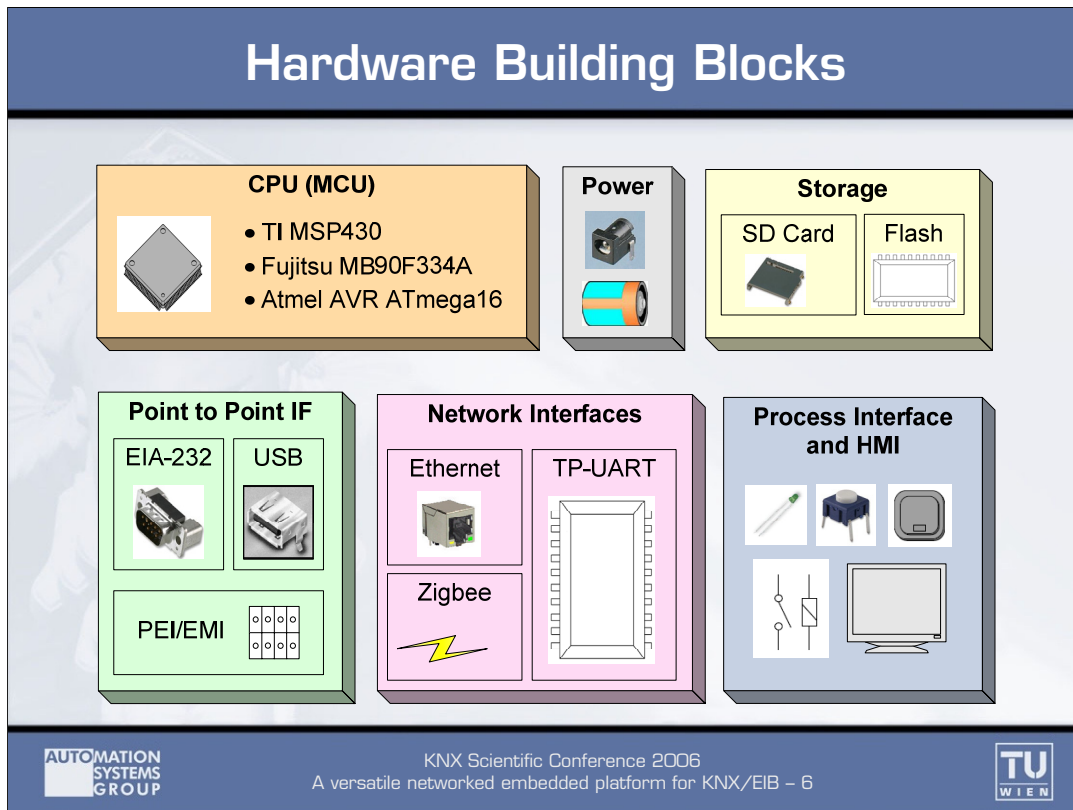 Hardware Building Blocks
CPU (MCU)
• TI MSP430
• Fujitsu MB90F334A
• Atmel AVR ATmega16
Power
Storage
SD Card
Flash
Point to Point IF
EIA-232
USB
PEI/EMI
Network Interfaces
Ethernet
TP-UART
Zigbee
Process Interface
and HMI
AUTOMATION
SYSTEMS
GROUP
KNX Scientific Conference 2006
A versatile networked embedded platform for KNX/EIB – 6
TU
WIEN